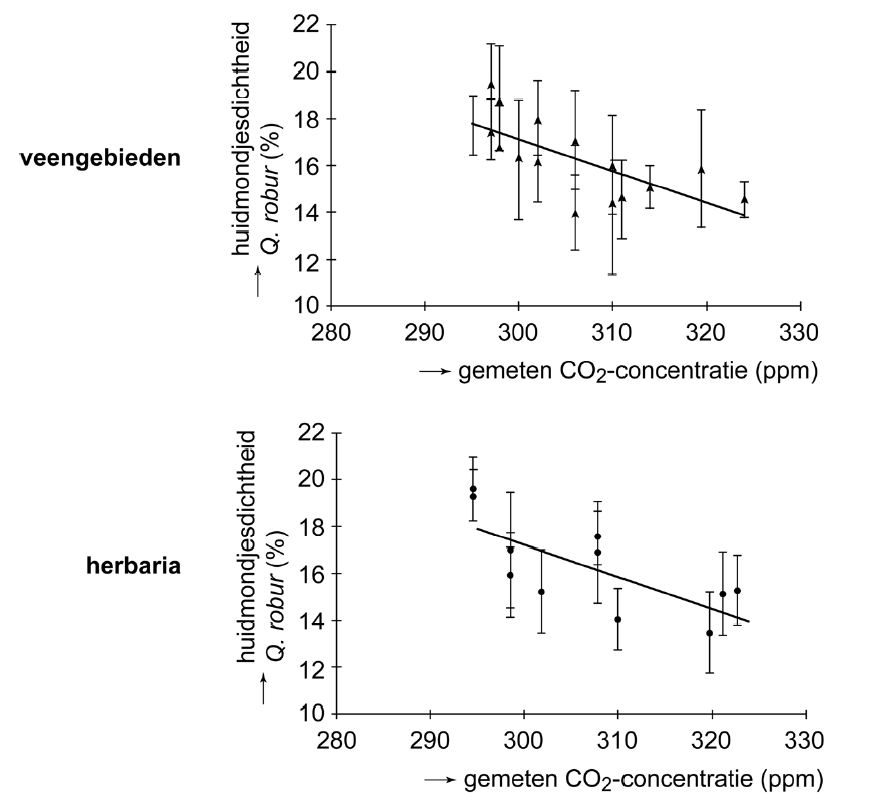 veengebieden
huidmondjesdichtheid
Q. robur (%)
22
20
18
16
14
12
10
280 290 300 310 320 330
gemeten CO2-concentratie (ppm)
herbaria
huidmondjesdichtheid
Q. robur (%)
22
20
18
16
14
12
10
280 290 300 310 320 330
gemeten CO2-concentratie (ppm)